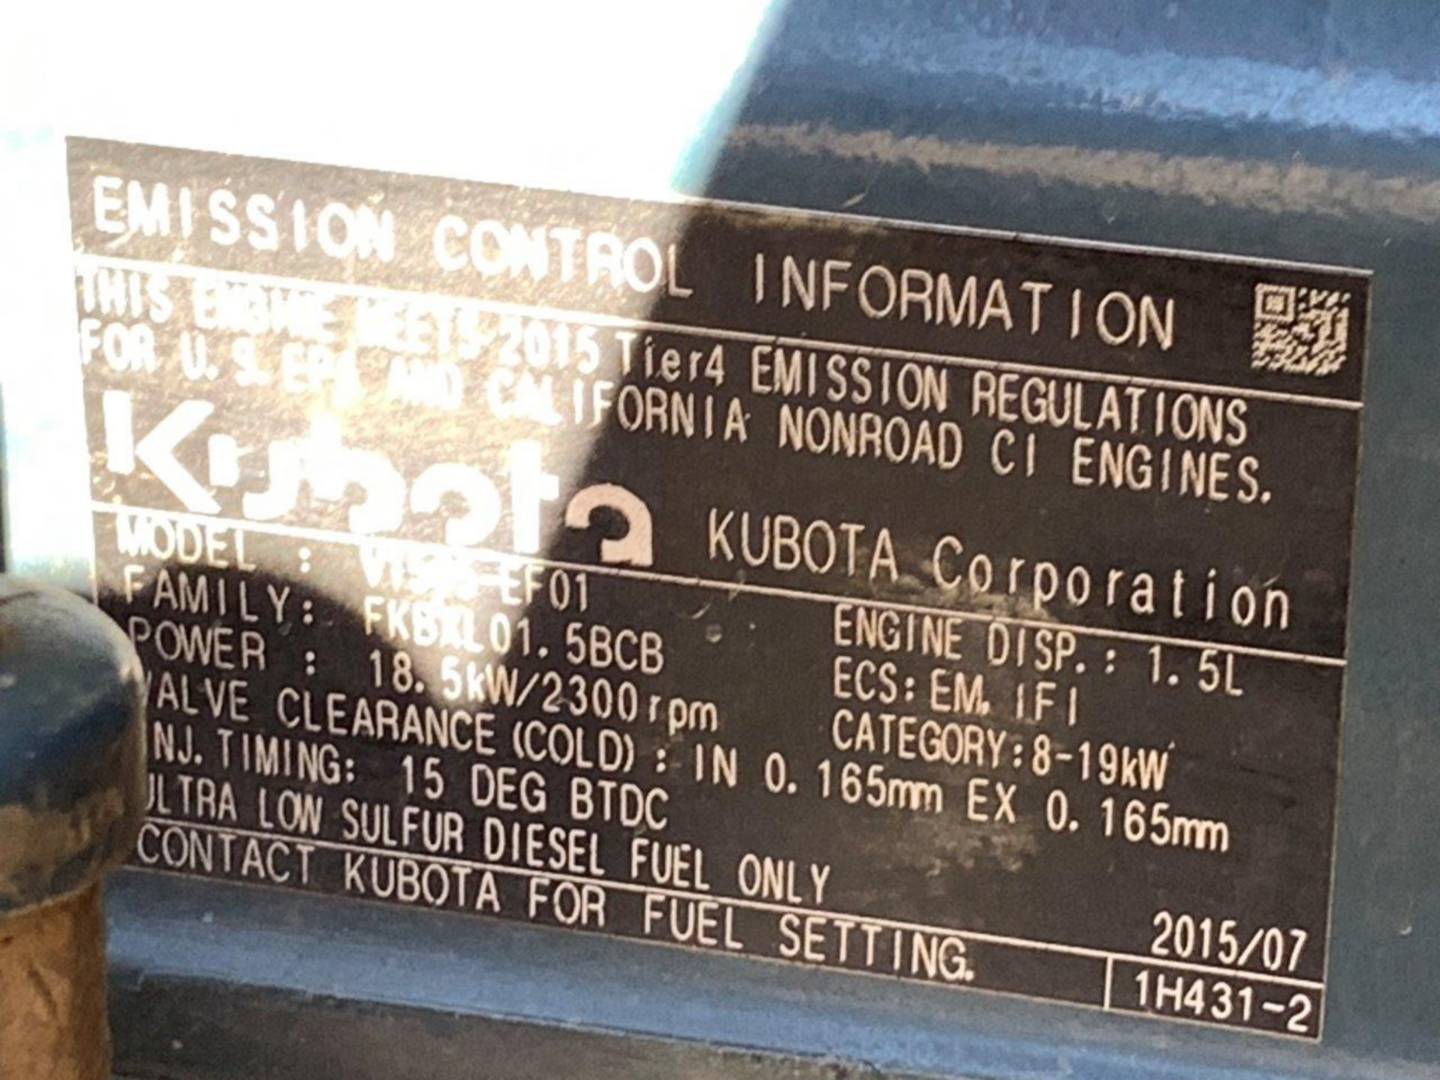 EMISSION CONTROL INFORMATION
THIS ENGINE MEETS 2015 Tier4 EMISSION REGULATIONS
FOR U.S. EPA AND CALIFORNIA NONROAD CI ENGINES.
Kubota KUBOTA Corporation
MODEL : V1505-EF01
FAMILY: FKBXL01.5BCB ENGINE DISP.: 1.5L
POWER : 18.5kW/2300rpm ECS: EM, IFI
VALVE CLEARANCE (COLD) : IN 0.165mm EX 0.165mm
CATEGORY:8-19kW
INJ. TIMING: 15 DEG BTDC
ULTRA LOW SULFUR DIESEL FUEL ONLY
2015/07
CONTACT KUBOTA FOR FUEL SETTING.
1H431-2